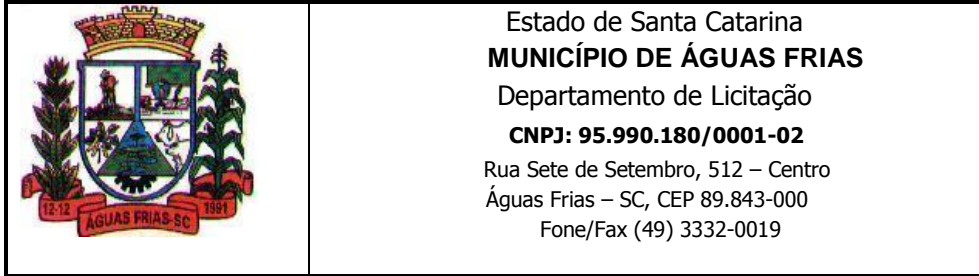 12-12
ÁGUAS FRIAS-SC
1991
Estado de Santa Catarina
MUNICÍPIO DE ÁGUAS FRIAS
Departamento de Licitação
CNPJ: 95.990.180/0001-02
Rua Sete de Setembro, 512 – Centro
Águas Frias – SC, CEP 89.843-000
Fone/Fax (49) 3332-0019